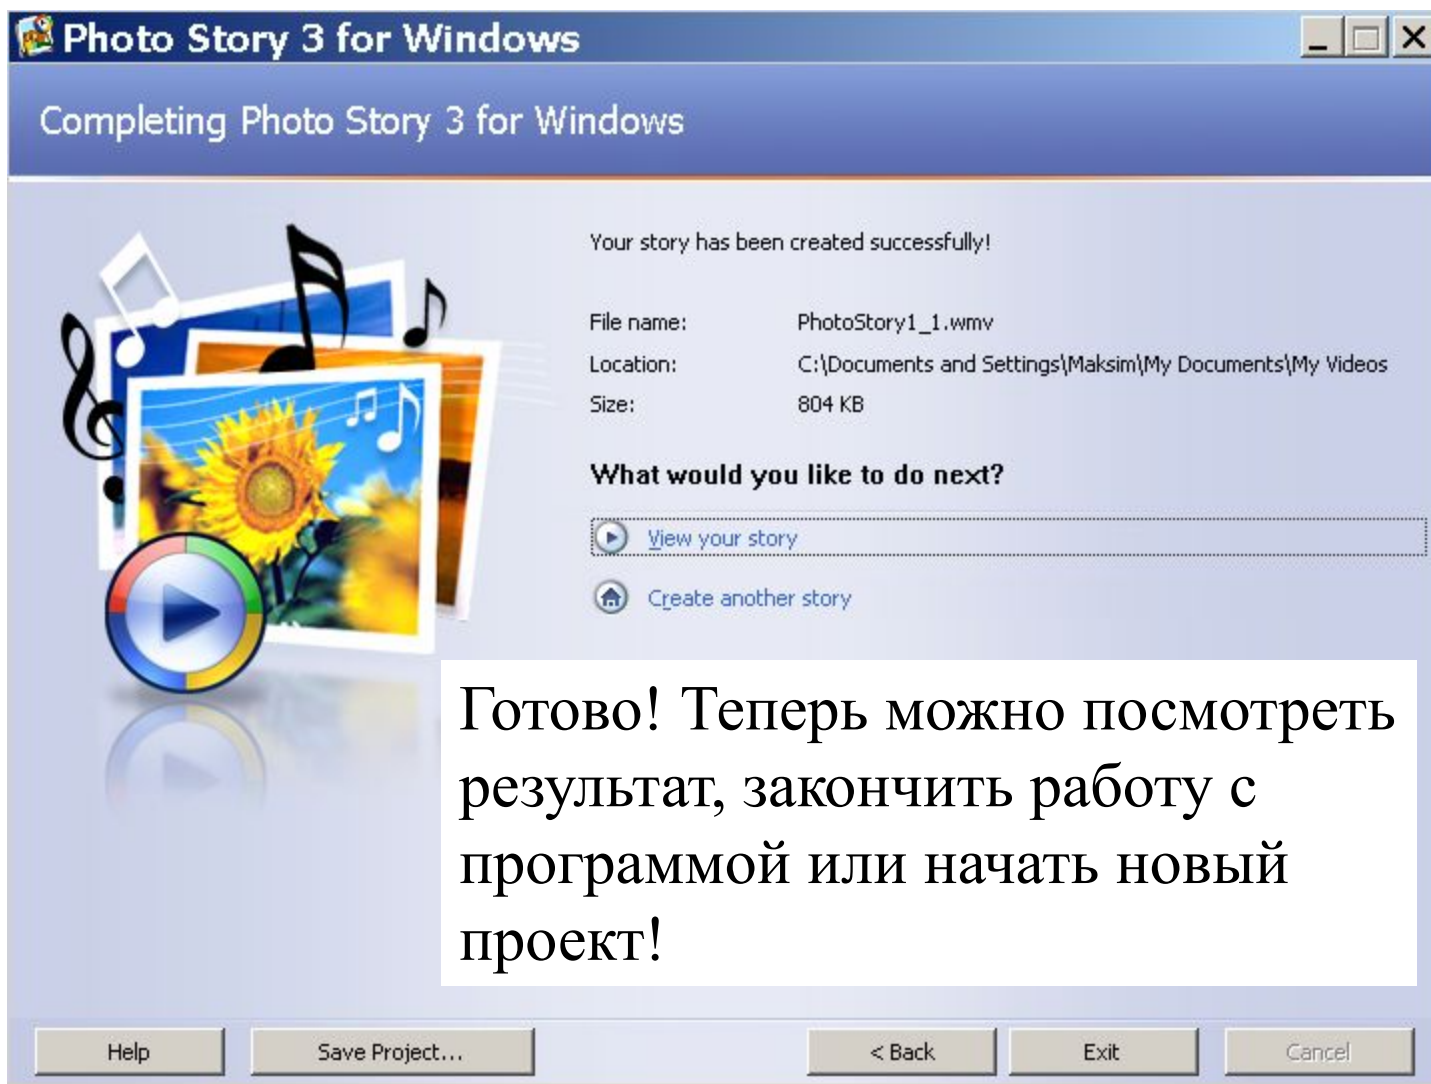 Photo Story 3 for Windows
Completing Photo Story 3 for Windows
Your story has been created successfully!
File name: PhotoStory1_1.wmv
Location: C:\Documents and Settings\Maksim\My Documents\My Videos
Size: 804 KB
What would you like to do next?
View your story
Create another story
Готово! Теперь можно посмотреть
результат, закончить работу с
программой или начать новый
проект!
Help Save Project... < Back Exit Cancel